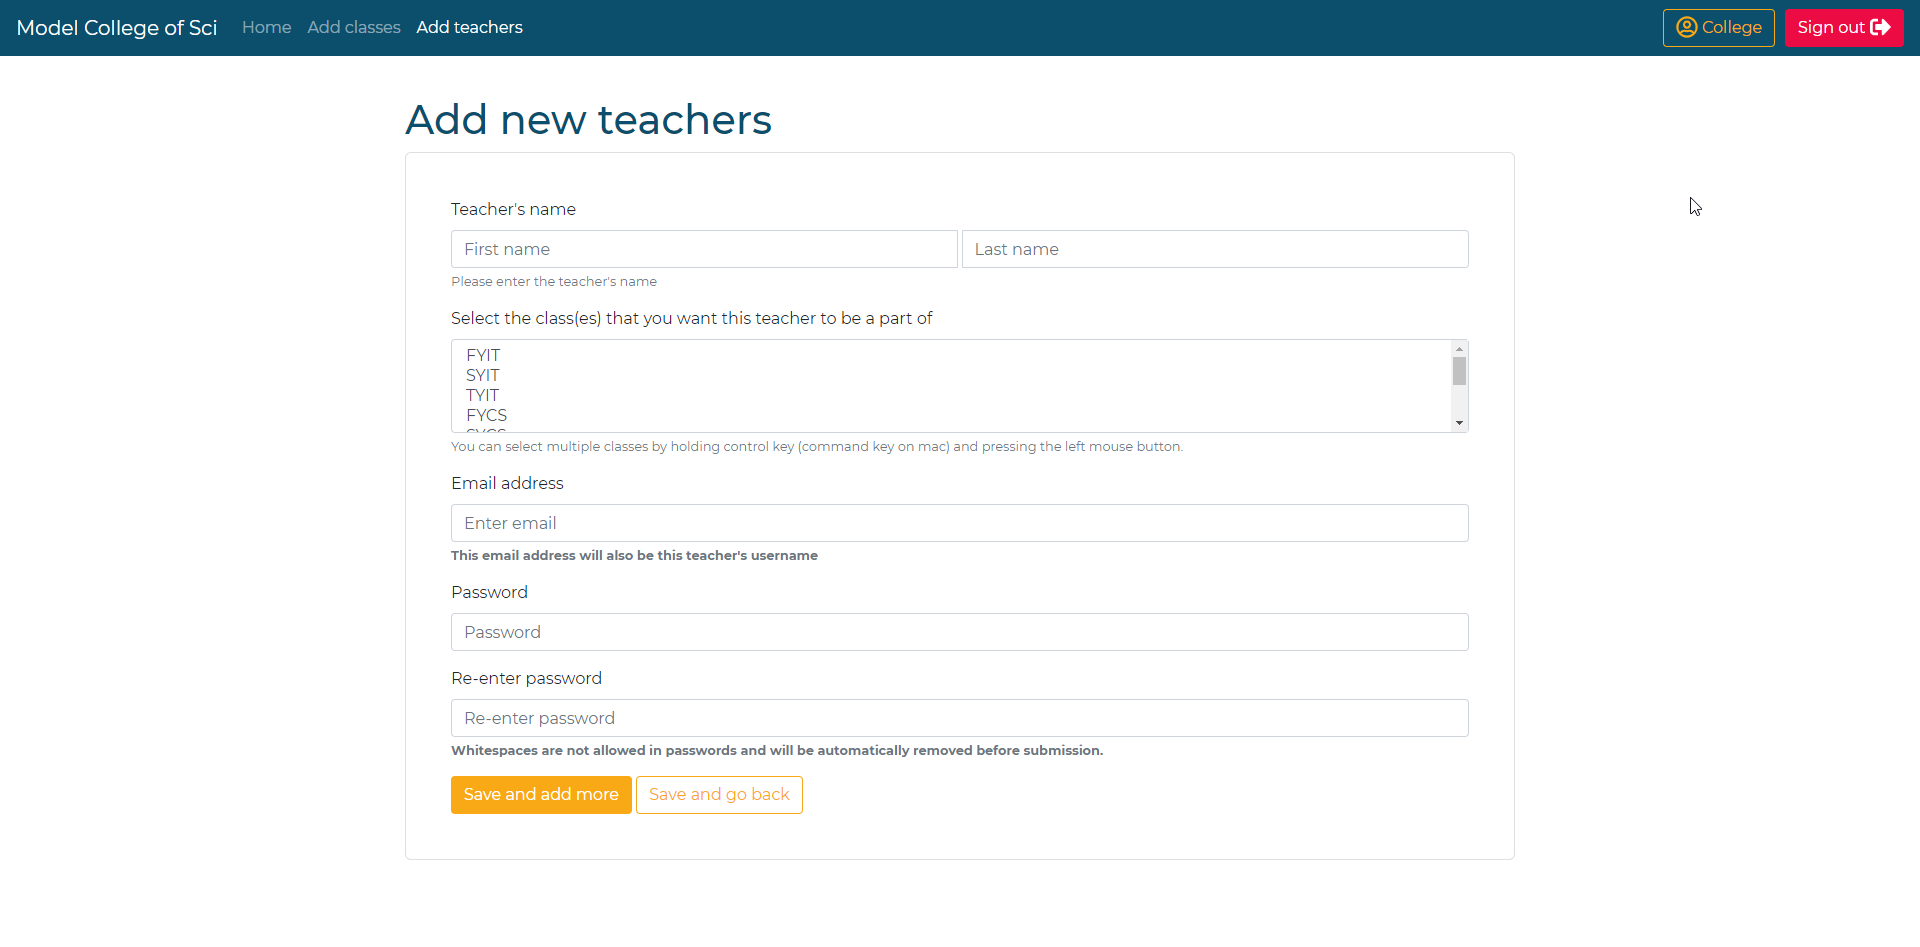 Model College of Sci Home Add classes Add teachers College Sign out
Add new teachers
Teacher's name
First name Last name
Please enter the teacher's name
Select the class(es) that you want this teacher to be a part of
FYIT
SYIT
TYIT
FYCS
You can select multiple classes by holding control key (command key on mac) and pressing the left mouse button.
Email address
Enter email
This email address will also be this teacher's username
Password
Password
Re-enter password
Re-enter password
Whitespaces are not allowed in passwords and will be automatically removed before submission.
Save and add more Save and go back